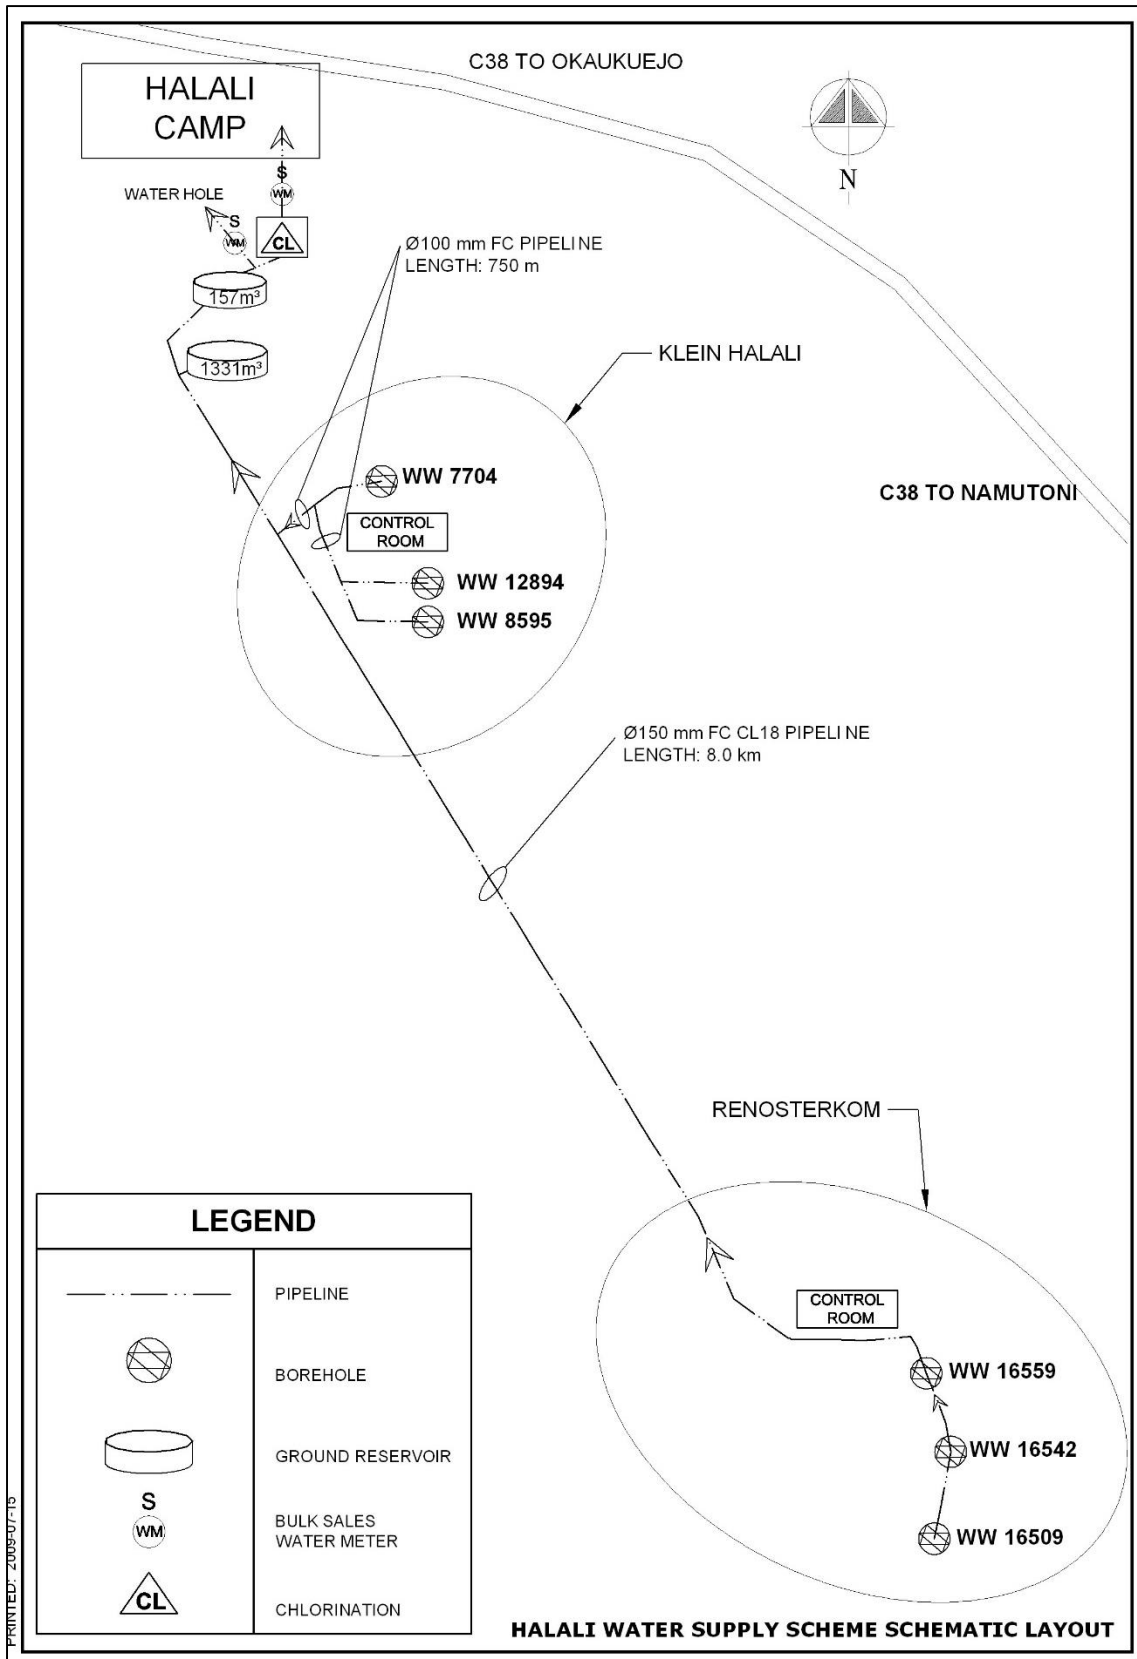 C38 TO OKAUKUEJO
HALALI
CAMP
N
S
WM
WATER HOLE
S
WM
CL
Ø100 mm FC PIPELINE
LENGTH: 750 m
157m³
1331m³
KLEIN HALALI
WW 7704
C38 TO NAMUTONI
CONTROL
ROOM
WW 12894
WW 8595
Ø150 mm FC CL18 PIPELINE
LENGTH: 8.0 km
RENOSTERKOM
CONTROL
ROOM
WW 16559
WW 16542
WW 16509
LEGEND
PIPELINE
BOREHOLE
GROUND RESERVOIR
S
WM
BULK SALES
WATER METER
CL
CHLORINATION
HALALI WATER SUPPLY SCHEME SCHEMATIC LAYOUT
PRINTED: 2009-07-15